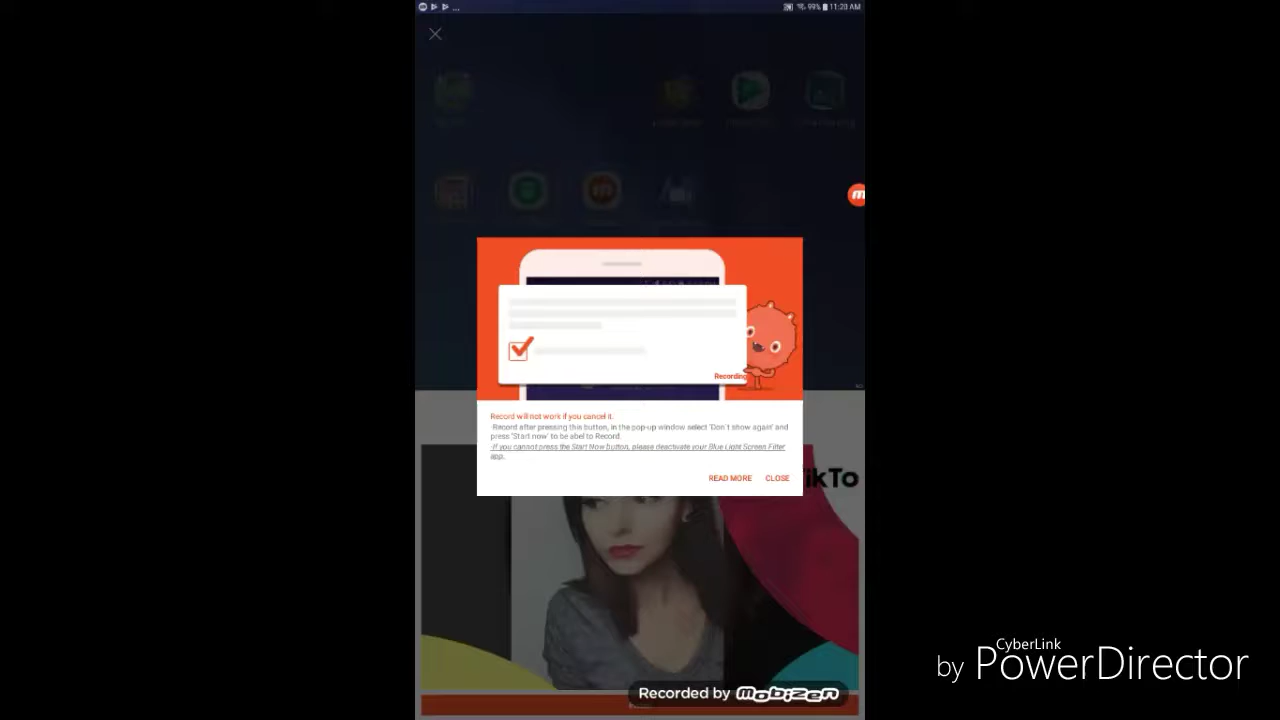 ... 99% 11:20 AM
Recording
Record will not work if you cancel it.
-Record after pressing this button, in the pop-up window select 'Don't show again' and
press 'Start now' to be abel to Record.
-If you cannot press the Start Now button, please deactivate your Blue Light Screen Filter
app.
READ MORE CLOSE
ikTo
CyberLink
by PowerDirector
Recorded by mobizen